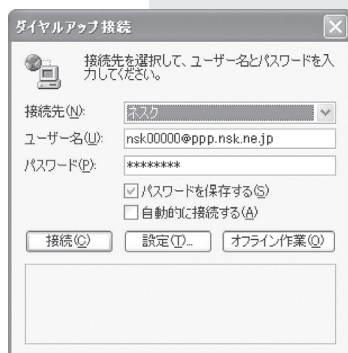 ダイヤルアップ接続
接続先を選択して、ユーザー名とパスワードを入
力してください。
接続先(N): ネスク
ユーザー名(U): nsk00000@ppp.nsk.ne.jp
パスワード(P): ********
パスワードを保存する(S)
自動的に接続する(A)
接続(C) 設定(T)... オフライン作業(O)